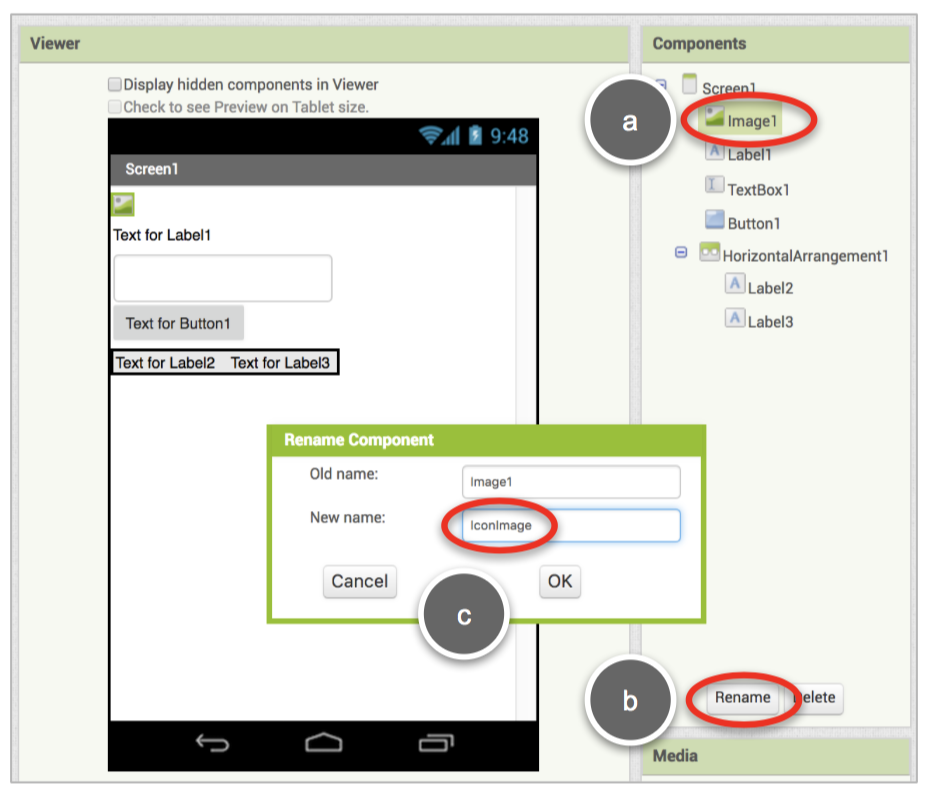 Viewer
Display hidden components in Viewer
Check to see Preview on Tablet size.
9:48
Screen1
Text for Label1
Text for Button1
Text for Label2 Text for Label3
Components
a
Screen1
Image1
Label1
TextBox1
Button1
HorizontalArrangement1
Label2
Label3
Rename Component
Old name: Image1
New name: IconImage
Cancel OK
c
b
Rename Delete
Media